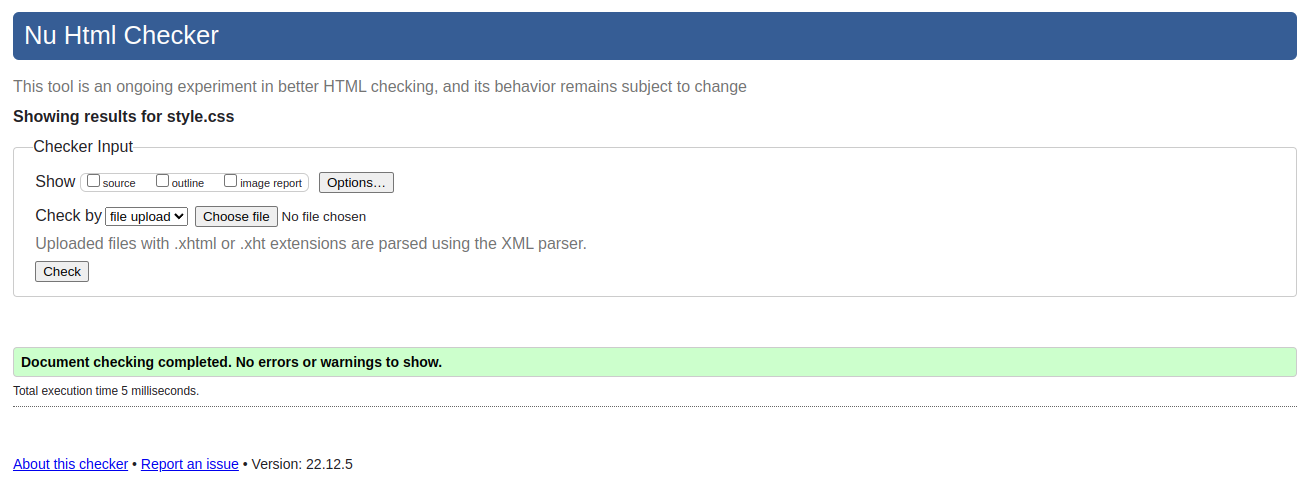 Nu Html Checker
This tool is an ongoing experiment in better HTML checking, and its behavior remains subject to change
Showing results for style.css
Checker Input
Show source outline image report Options…
Check by file upload Choose file No file chosen
Uploaded files with .xhtml or .xht extensions are parsed using the XML parser.
Check
Document checking completed. No errors or warnings to show.
Total execution time 5 milliseconds.
About this checker • Report an issue • Version: 22.12.5